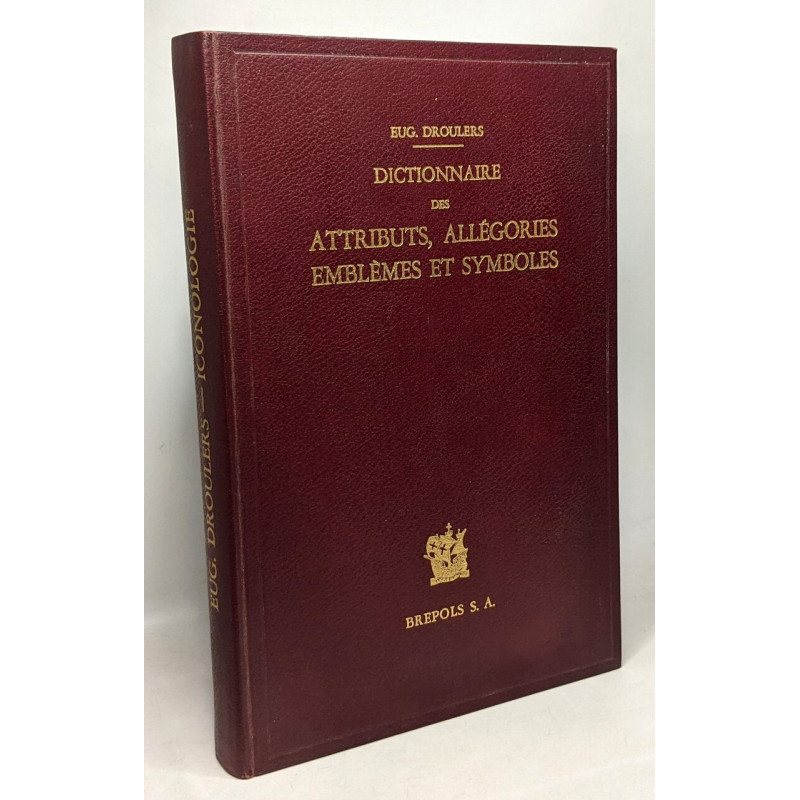 EUG. DROULERS
DICTIONNAIRE
DES
ATTRIBUTS, ALLÉGORIES
EMBLÈMES ET SYMBOLES
BREPOLS S. A.
EUG. DROULERS — ICONOLOGIE